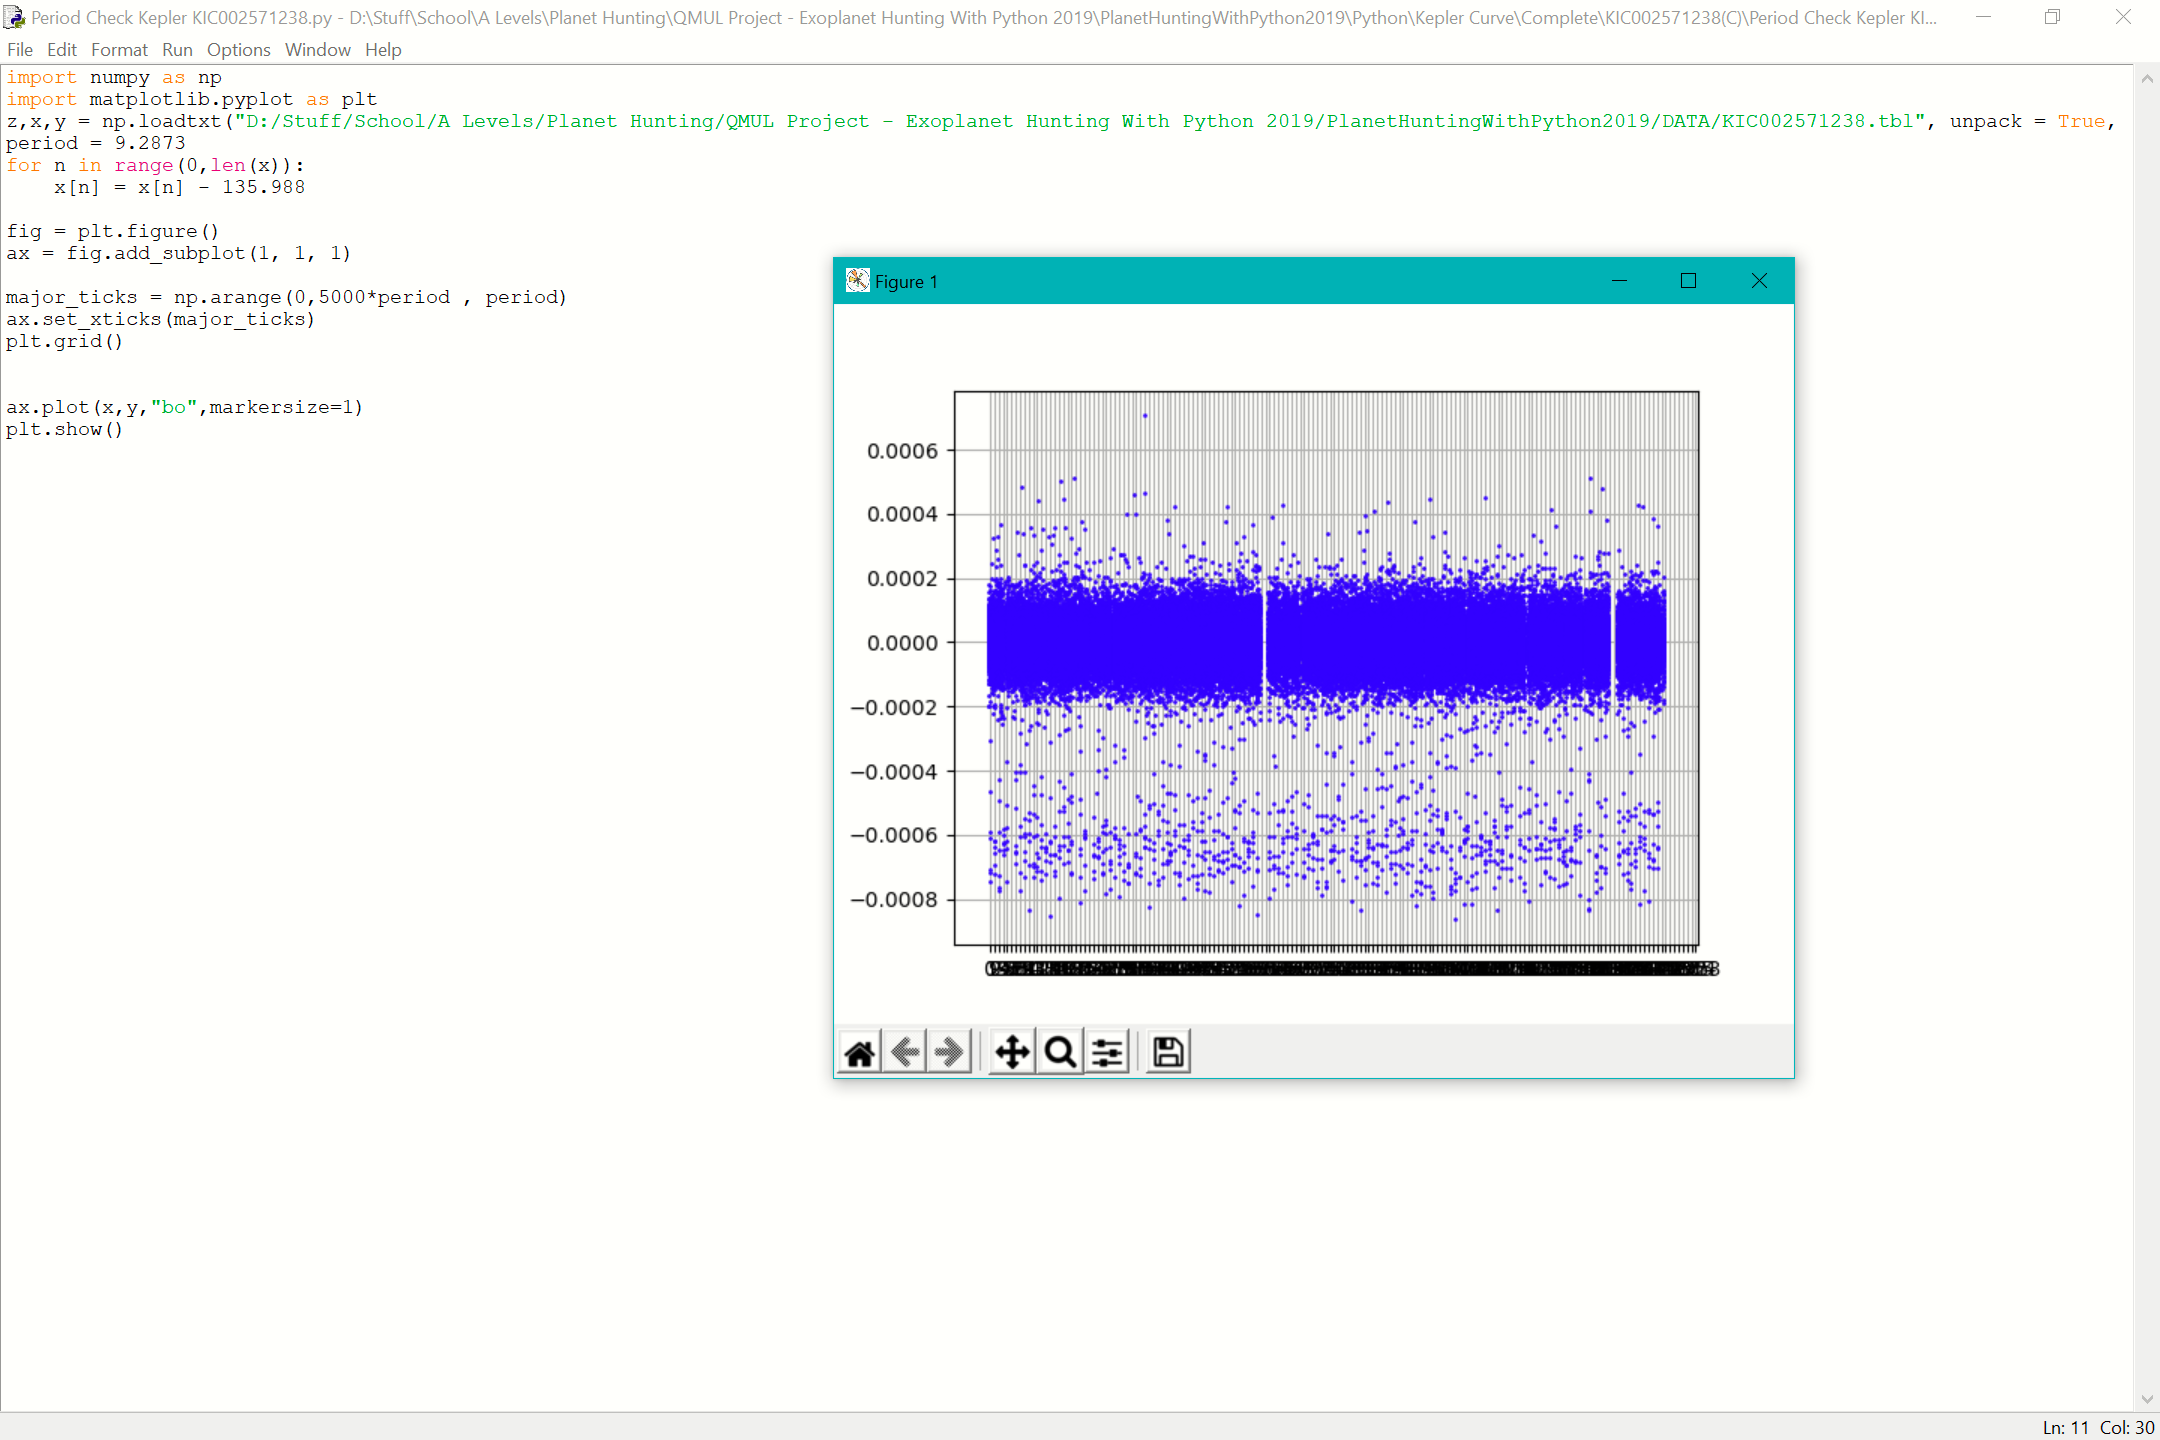 Period Check Kepler KIC002571238.py - D:\Stuff\School\A Levels\Planet Hunting\QMUL Project - Exoplanet Hunting With Python 2019\PlanetHuntingWithPython2019\Python\Kepler Curve\Complete\KIC002571238(C)\Period Check Kepler KI...
File Edit Format Run Options Window Help
import numpy as np
import matplotlib.pyplot as plt
z,x,y = np.loadtxt("D:/Stuff/School/A Levels/Planet Hunting/QMUL Project - Exoplanet Hunting With Python 2019/PlanetHuntingWithPython2019/DATA/KIC002571238.tbl", unpack = True,
period = 9.2873
for n in range(0,len(x)):
    x[n] = x[n] - 135.988
fig = plt.figure()
ax = fig.add_subplot(1, 1, 1)
major_ticks = np.arange(0,5000*period , period)
ax.set_xticks(major_ticks)
plt.grid()
ax.plot(x,y,"bo",markersize=1)
plt.show()
Figure 1
0.0006
0.0004
0.0002
0.0000
−0.0002
−0.0004
−0.0006
−0.0008
Ln: 11 Col: 30